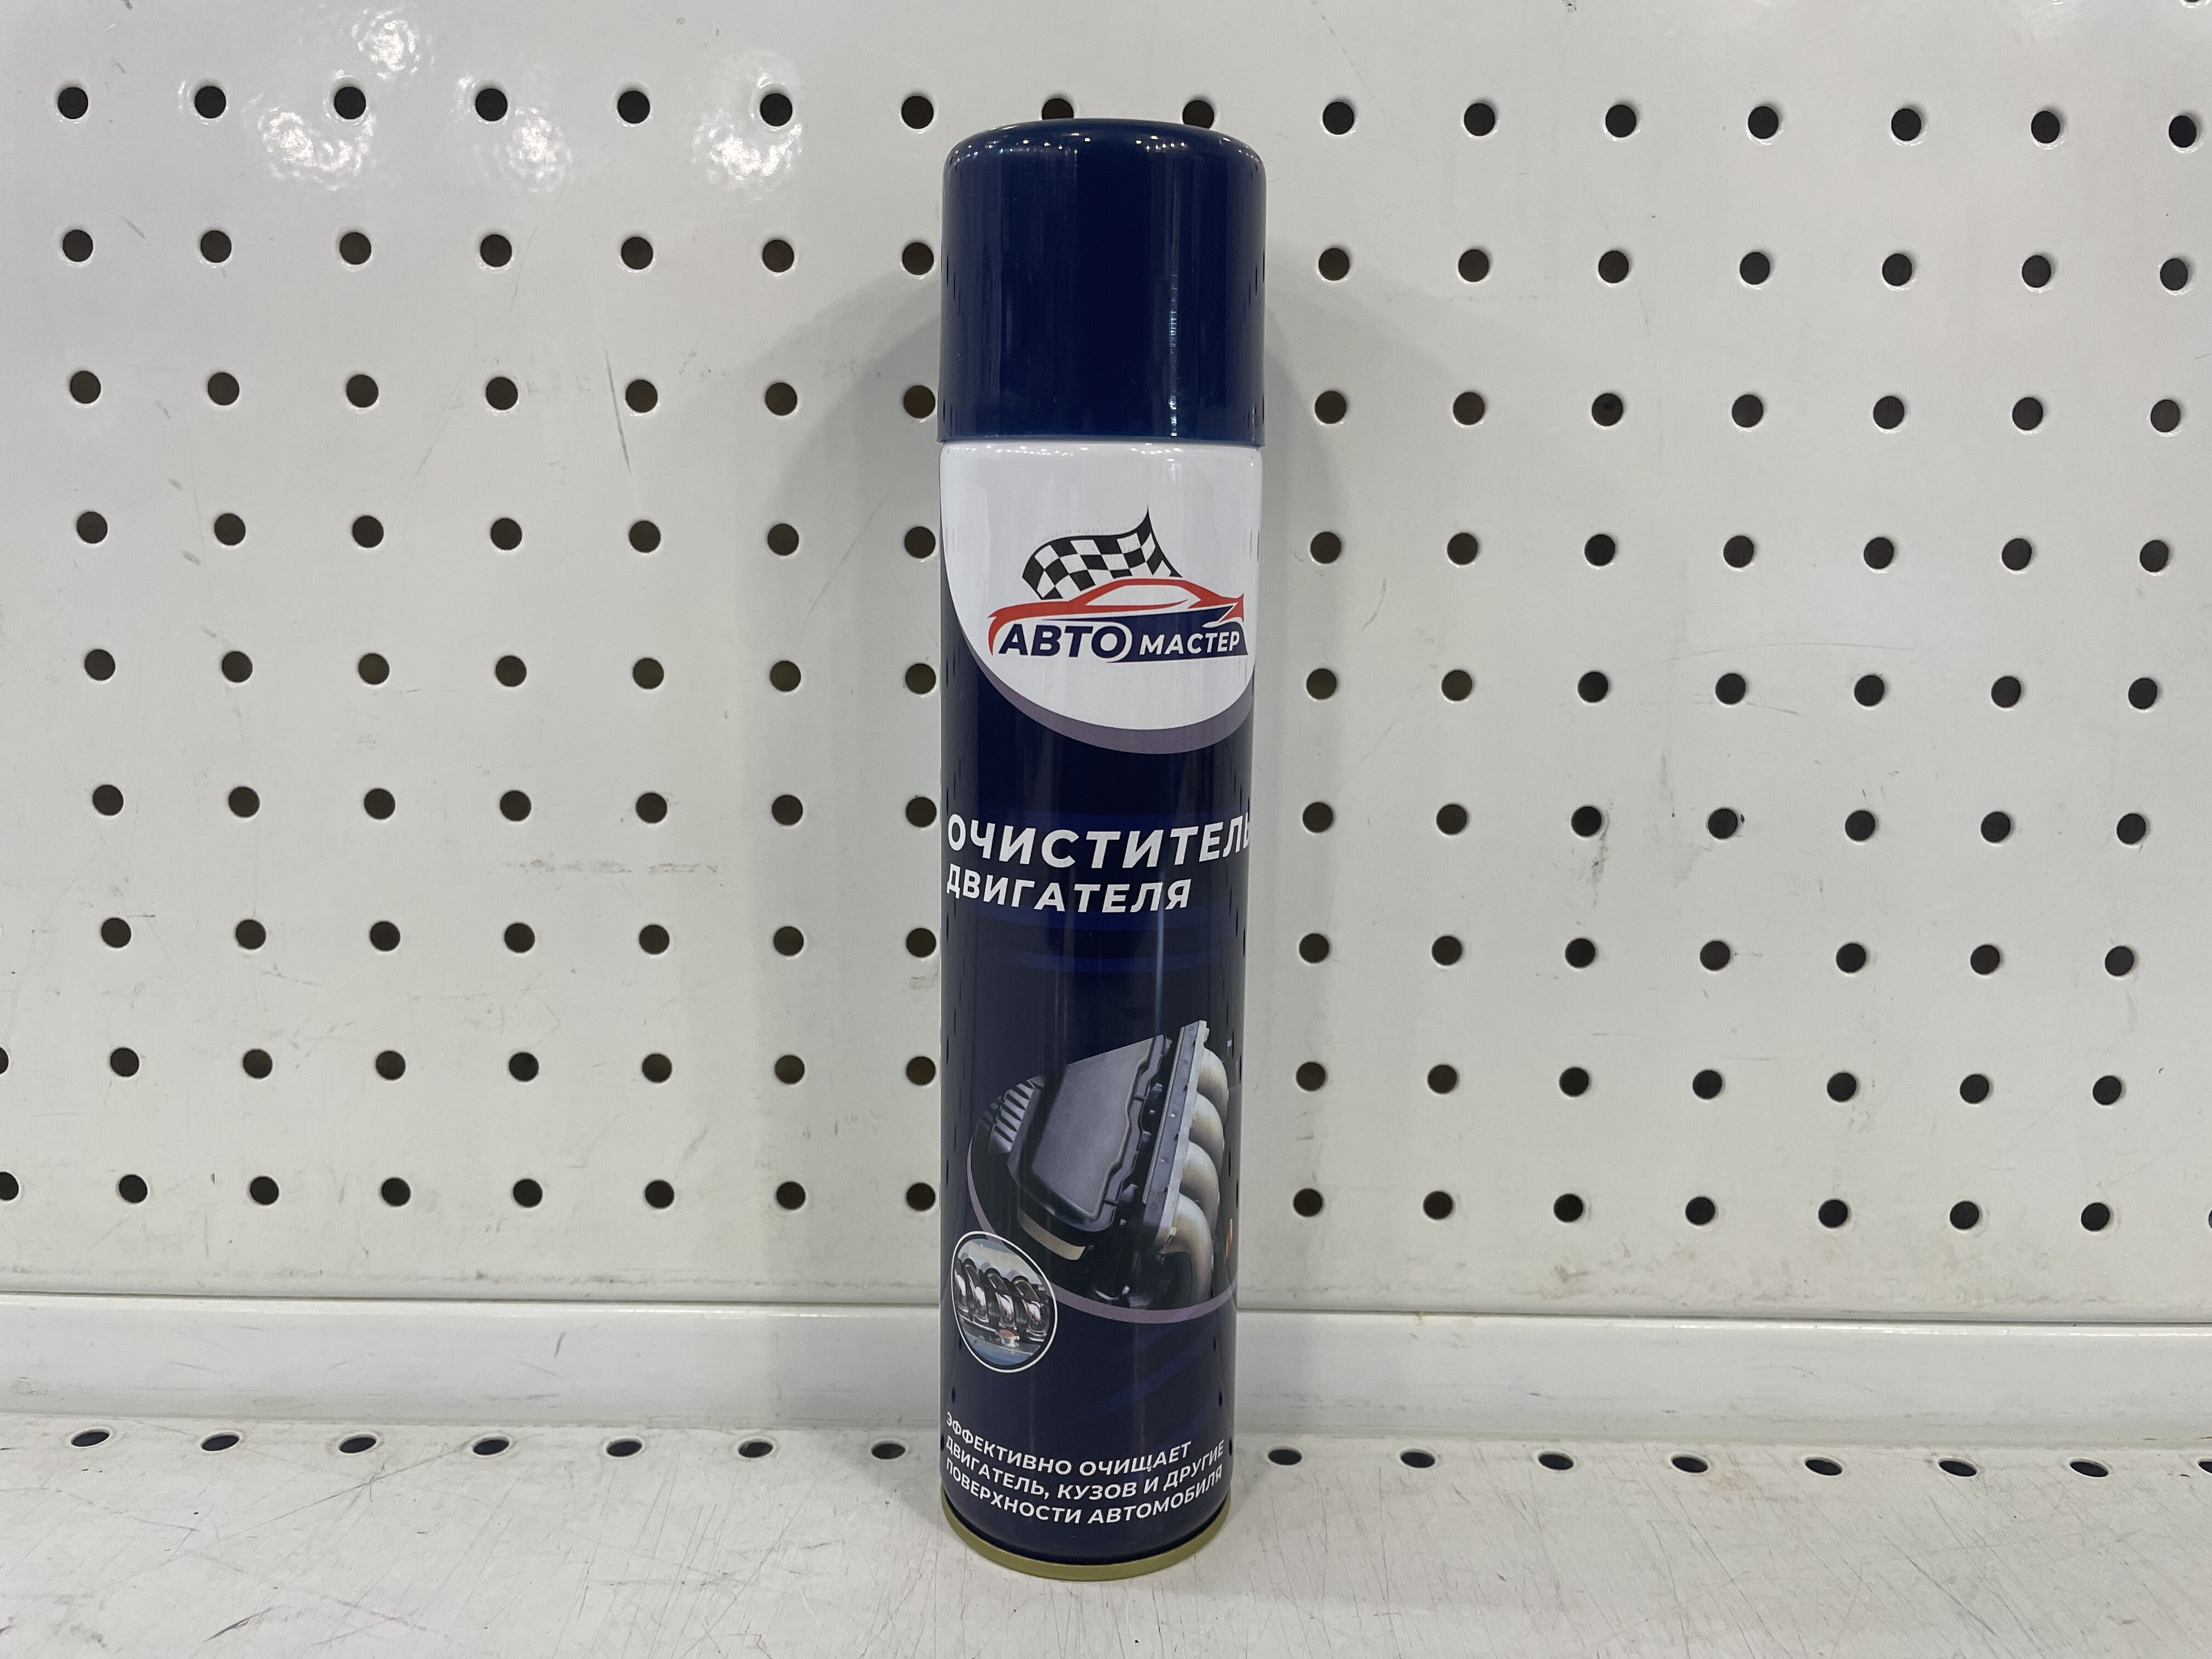 АВТО МАСТЕР
ОЧИСТИТЕЛЬ
ДВИГАТЕЛЯ
ЭФФЕКТИВНО ОЧИЩАЕТ
ДВИГАТЕЛЬ, КУЗОВ И ДРУГИЕ
ПОВЕРХНОСТИ АВТОМОБИЛЯ